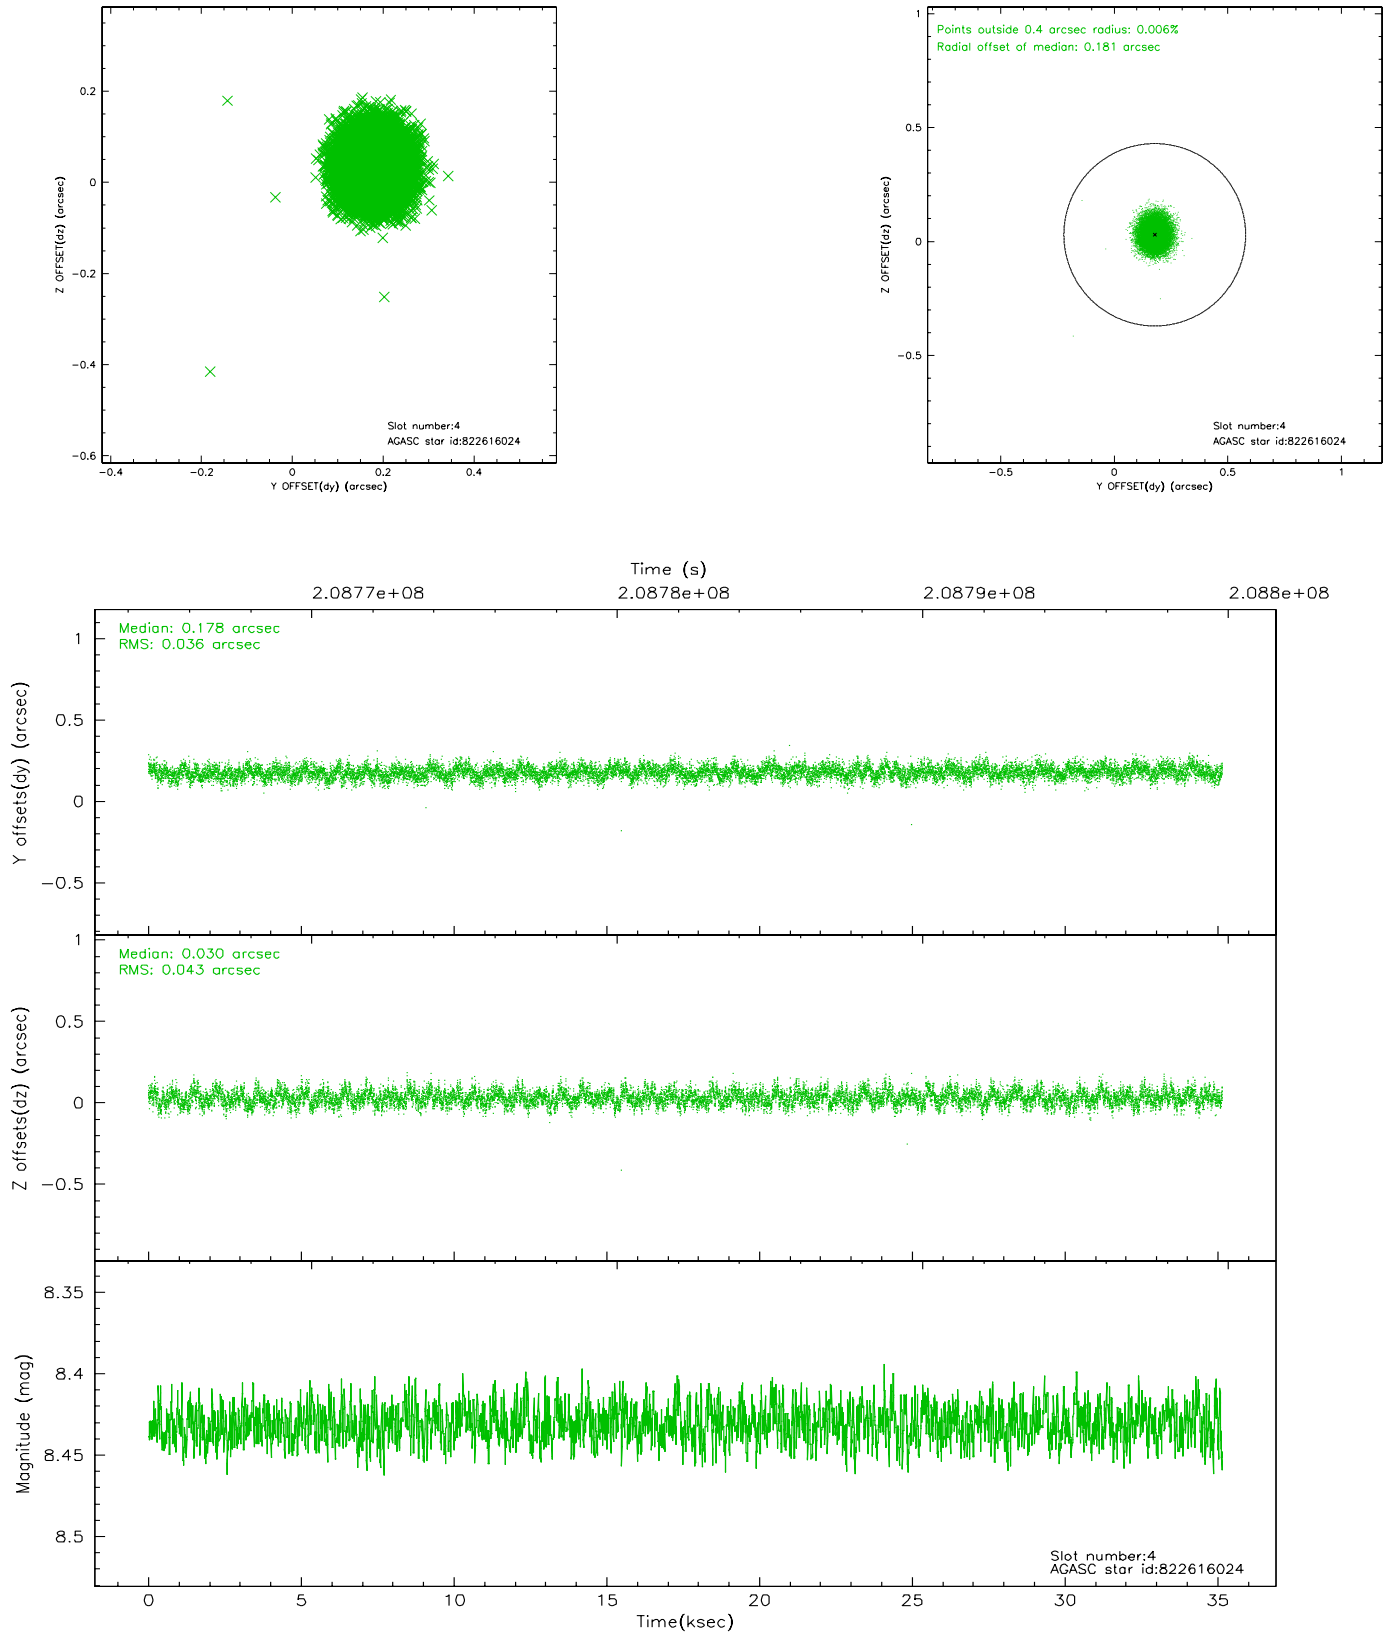 0.2
0
-0.2
-0.4
-0.6
Z OFFSET(dz) (arcsec)
Slot number:4
AGASC star id:822616024
-0.4 -0.2 0 0.2 0.4
Y OFFSET(dy) (arcsec)
Points outside 0.4 arcsec radius: 0.006%
Radial offset of median: 0.181 arcsec
1
0.5
0
-0.5
Z OFFSET(dz) (arcsec)
Slot number:4
AGASC star id:822616024
-0.5 0 0.5 1
Y OFFSET(dy) (arcsec)
Time (s)
2.0877e+08 2.0878e+08 2.0879e+08 2.088e+08
Median: 0.178 arcsec
RMS: 0.036 arcsec
1
0.5
0
-0.5
Y offsets(dy) (arcsec)
Median: 0.030 arcsec
RMS: 0.043 arcsec
1
0.5
0
-0.5
Z offsets(dz) (arcsec)
8.35
8.4
8.45
8.5
Magnitude (mag)
Slot number:4
AGASC star id:822616024
0 5 10 15 20 25 30 35
Time(ksec)